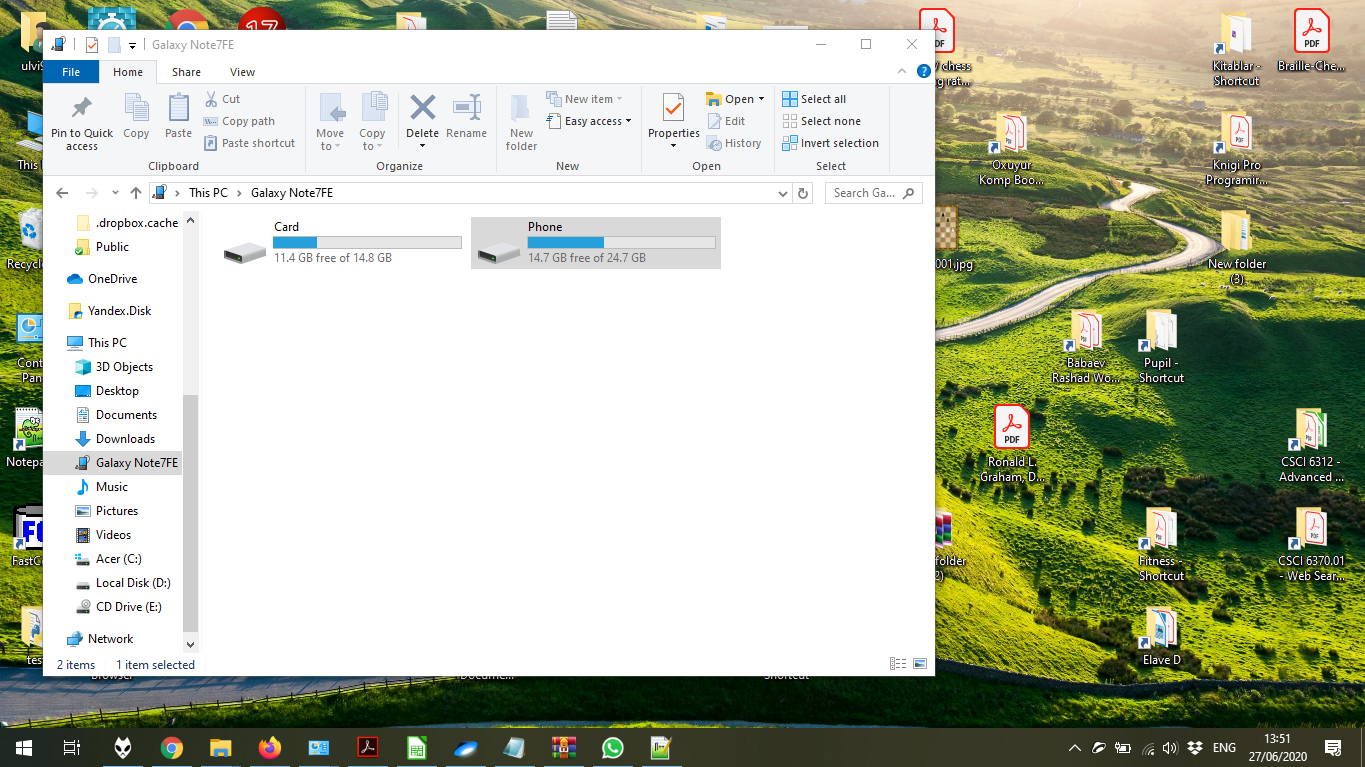 Galaxy Note7FE
File
Home
Share
View
Pin to Quick
access
Copy
Paste
Cut
Copy path
Paste shortcut
Clipboard
Move
to
Copy
to
Delete
Rename
Organize
New
folder
New item
Easy access
New
Properties
Open
Edit
History
Open
Select all
Select none
Invert selection
Select
This PC
Galaxy Note7FE
Search Ga...
.dropbox.cache
Public
OneDrive
Yandex.Disk
This PC
3D Objects
Desktop
Documents
Downloads
Galaxy Note7FE
Music
Pictures
Videos
Acer (C:)
Local Disk (D:)
CD Drive (E:)
Network
Card
11.4 GB free of 14.8 GB
Phone
14.7 GB free of 24.7 GB
2 items
1 item selected
17
This
Recycl
Cont
Pan
Notepa
FastC
tes
chess
PDF
Kitablar -
Shortcut
PDF
Braille-Che...
Oxuyur
Komp Boo...
Knigi Pro
Programir...
001.jpg
New folder
(3)
Babaev
Rashad Wo...
Pupil -
Shortcut
PDF
Ronald L.
Graham, D...
CSCI 6312 -
Advanced ...
folder
2)
Fitness -
Shortcut
CSCI 6370.01
- Web Sear...
Elave D
ENG
13:51
27/06/2020